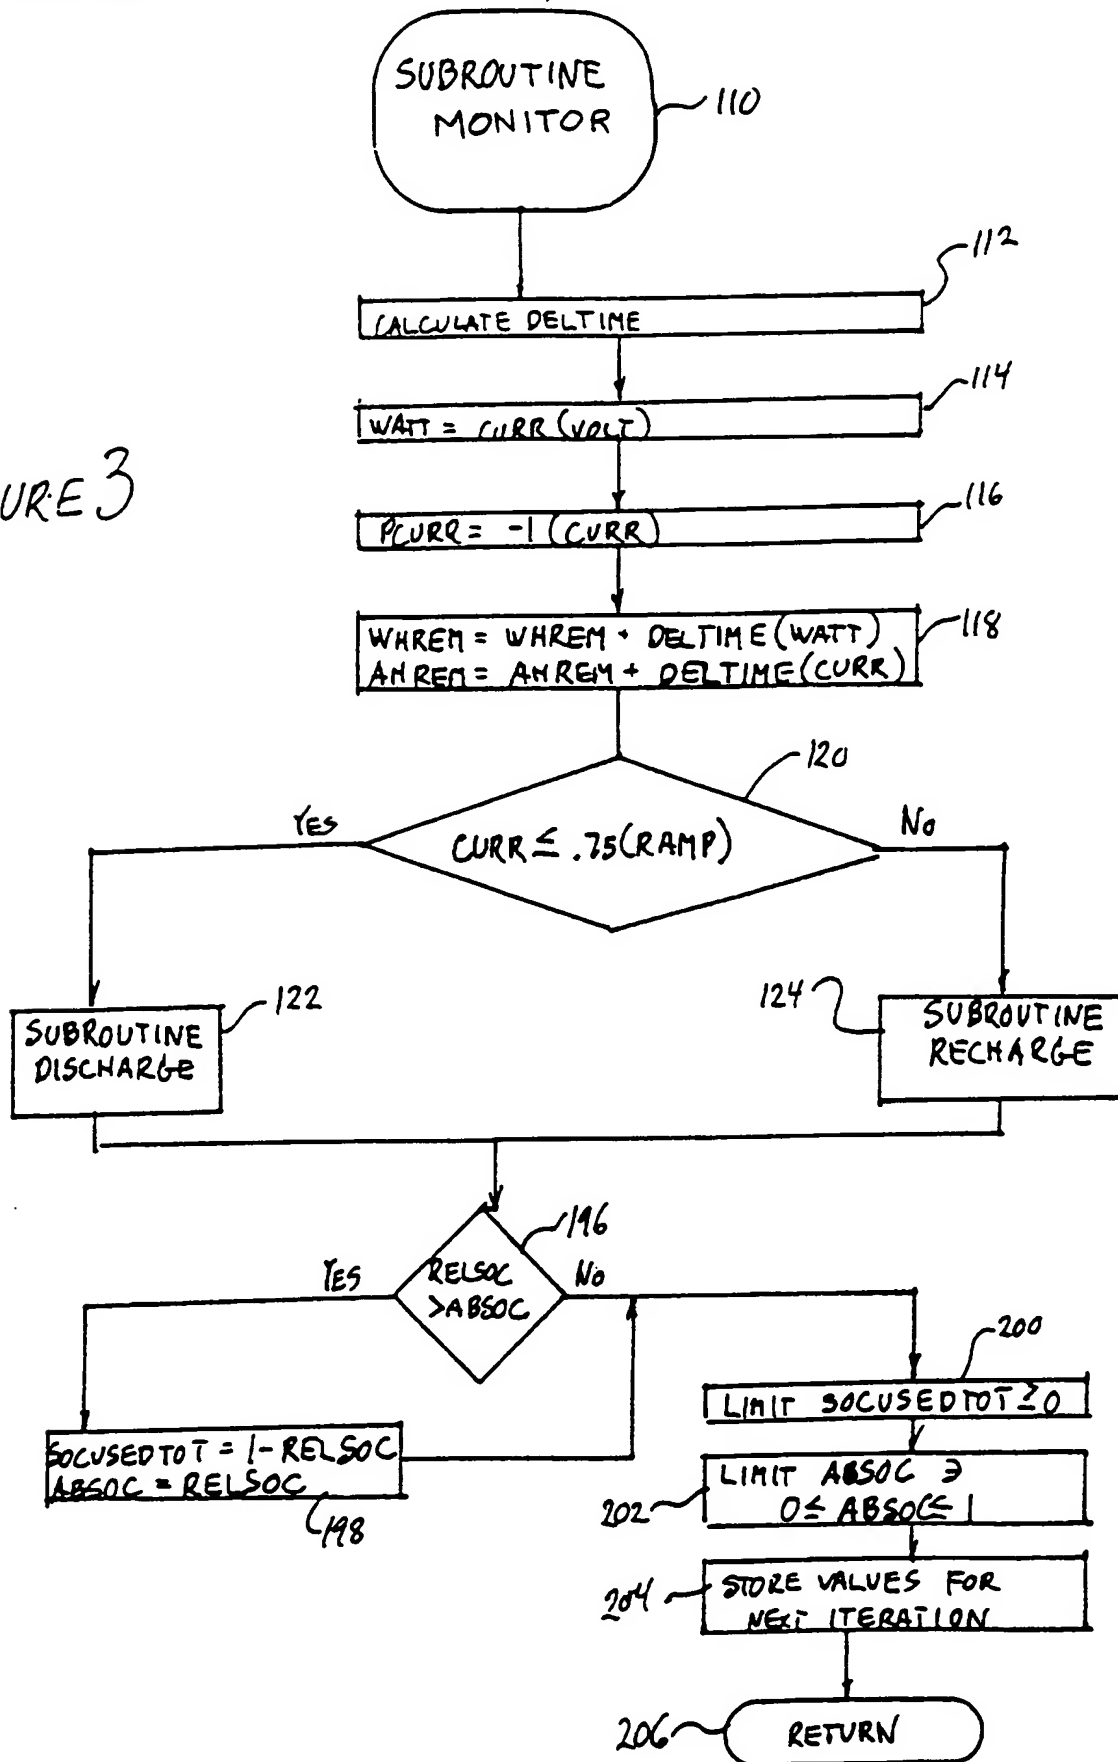 SUBROUTINE
MONITOR
110
112
CALCULATE DELTIME
114
WATT = CURR (VOLT)
URE 3
116
PCURR = -1 (CURR)
118
WHREM = WHREM + DELTIME (WATT)
AHREM = AHREM + DELTIME (CURR)
120
YES
CURR ≤ .75 (RAMP)
NO
122
SUBROUTINE
DISCHARGE
124
SUBROUTINE
RECHARGE
196
YES
RELSOC
>ABSOC
NO
200
LIMIT SOCUSEDTOT ≥ 0
SOCUSEDTOT = 1 - RELSOC
ABSOC = RELSOC
198
LIMIT ABSOC ∋
0 ≤ ABSOC ≤ 1
202
STORE VALUES FOR
NEXT ITERATION
204
RETURN
206